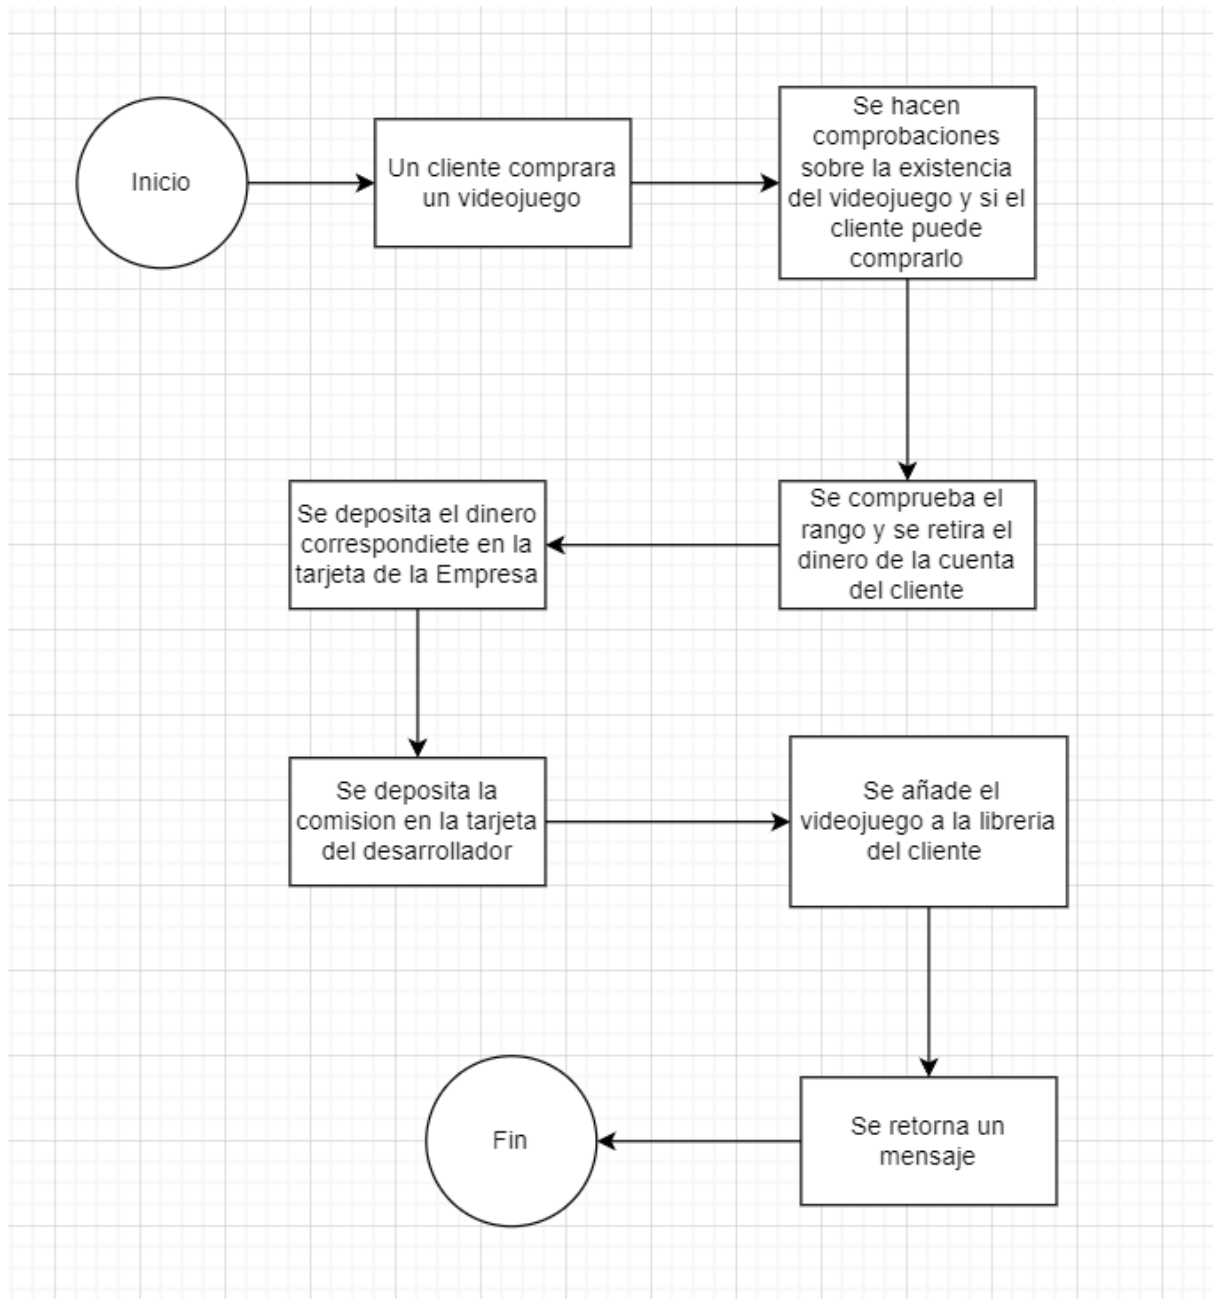 Inicio
Un cliente comprara
un videojuego
Se hacen
comprobaciones
sobre la existencia
del videojuego y si el
cliente puede
comprarlo
Se comprueba el
rango y se retira el
dinero de la cuenta
del cliente
Se deposita el dinero
correspondiete en la
tarjeta de la Empresa
Se deposita la
comision en la tarjeta
del desarrollador
Se añade el
videojuego a la libreria
del cliente
Se retorna un
mensaje
Fin